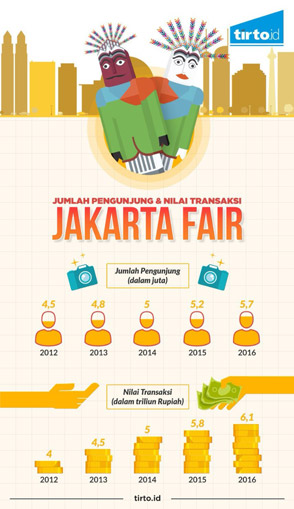 tirto.id
JUMLAH PENGUNJUNG & NILAI TRANSAKSI
JAKARTA FAIR
Jumlah Pengunjung
(dalam juta)
4,5 4,8 5 5,2 5,7
2012 2013 2014 2015 2016
Nilai Transaksi
(dalam triliun Rupiah)
4 4,5 5 5,8 6,1
2012 2013 2014 2015 2016
tirto.id